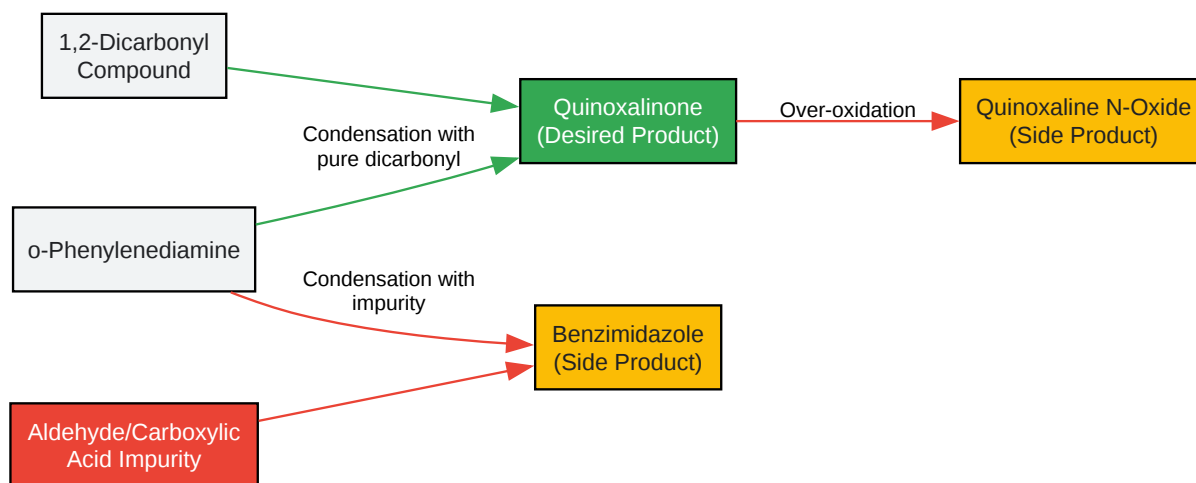 1,2-Dicarbonyl
Compound
Condensation with
pure dicarbonyl
Quinoxalinone
(Desired Product)
Over-oxidation
Quinoxaline N-Oxide
(Side Product)
o-Phenylenediamine
Condensation with
impurity
Benzimidazole
(Side Product)
Aldehyde/Carboxylic
Acid Impurity